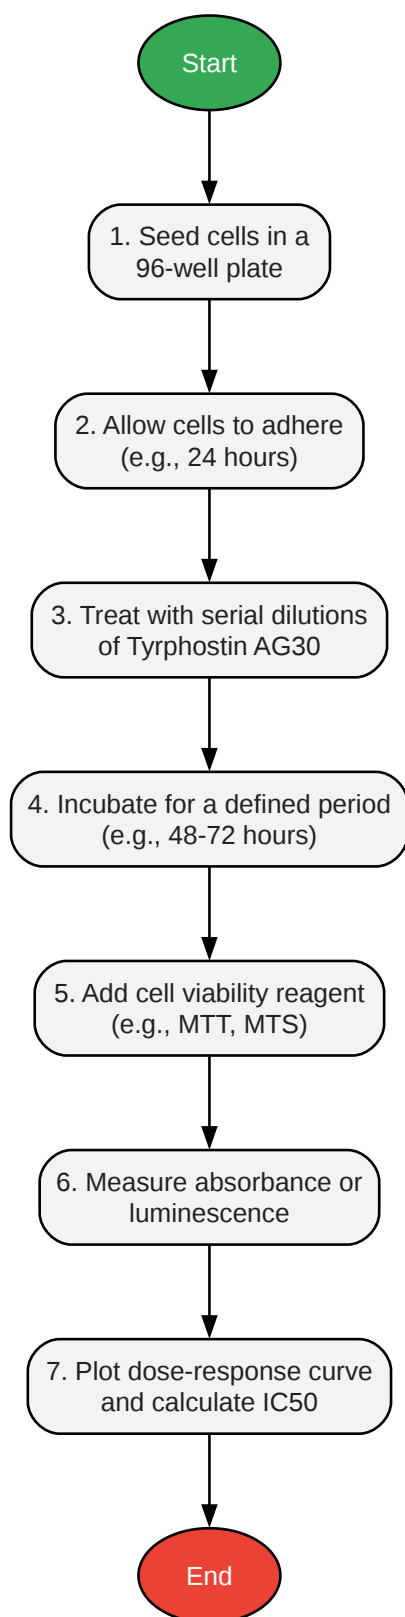 Start
1. Seed cells in a
96-well plate
2. Allow cells to adhere
(e.g., 24 hours)
3. Treat with serial dilutions
of Tyrphostin AG30
4. Incubate for a defined period
(e.g., 48-72 hours)
5. Add cell viability reagent
(e.g., MTT, MTS)
6. Measure absorbance or
luminescence
7. Plot dose-response curve
and calculate IC50
End